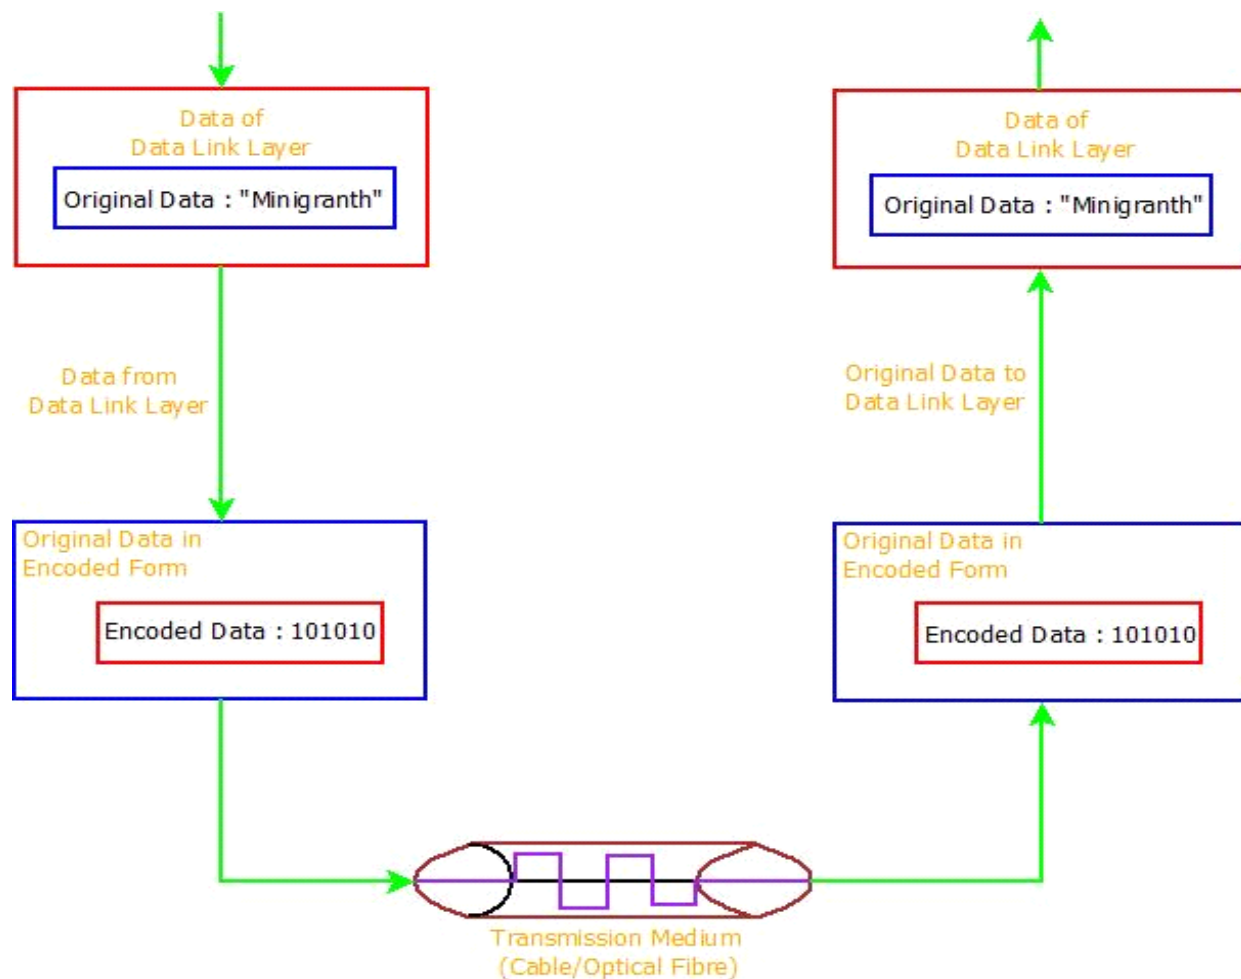 Data of
Data Link Layer
Original Data : "Minigranth"
Data from
Data Link Layer
Original Data in
Encoded Form
Encoded Data : 101010
Transmission Medium
(Cable/Optical Fibre)
Data of
Data Link Layer
Original Data : "Minigranth"
Original Data to
Data Link Layer
Original Data in
Encoded Form
Encoded Data : 101010